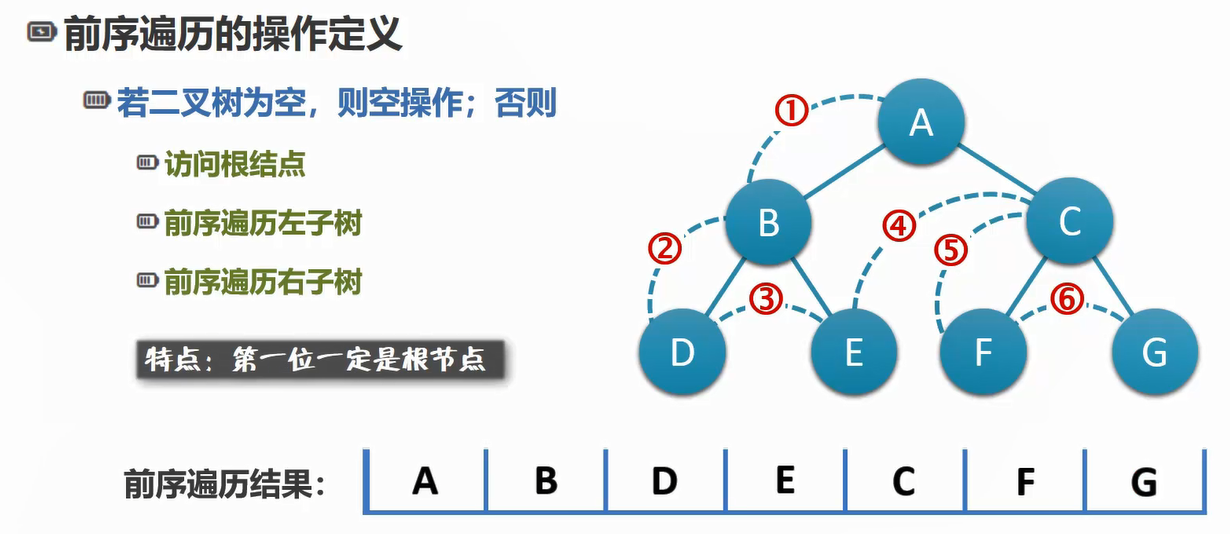 前序遍历的操作定义
若二叉树为空，则空操作；否则
访问根结点
前序遍历左子树
前序遍历右子树
特点：第一位一定是根节点
A
①
B
C
②
④
⑤
③
⑥
D
E
F
G
前序遍历结果：
A B D E C F G